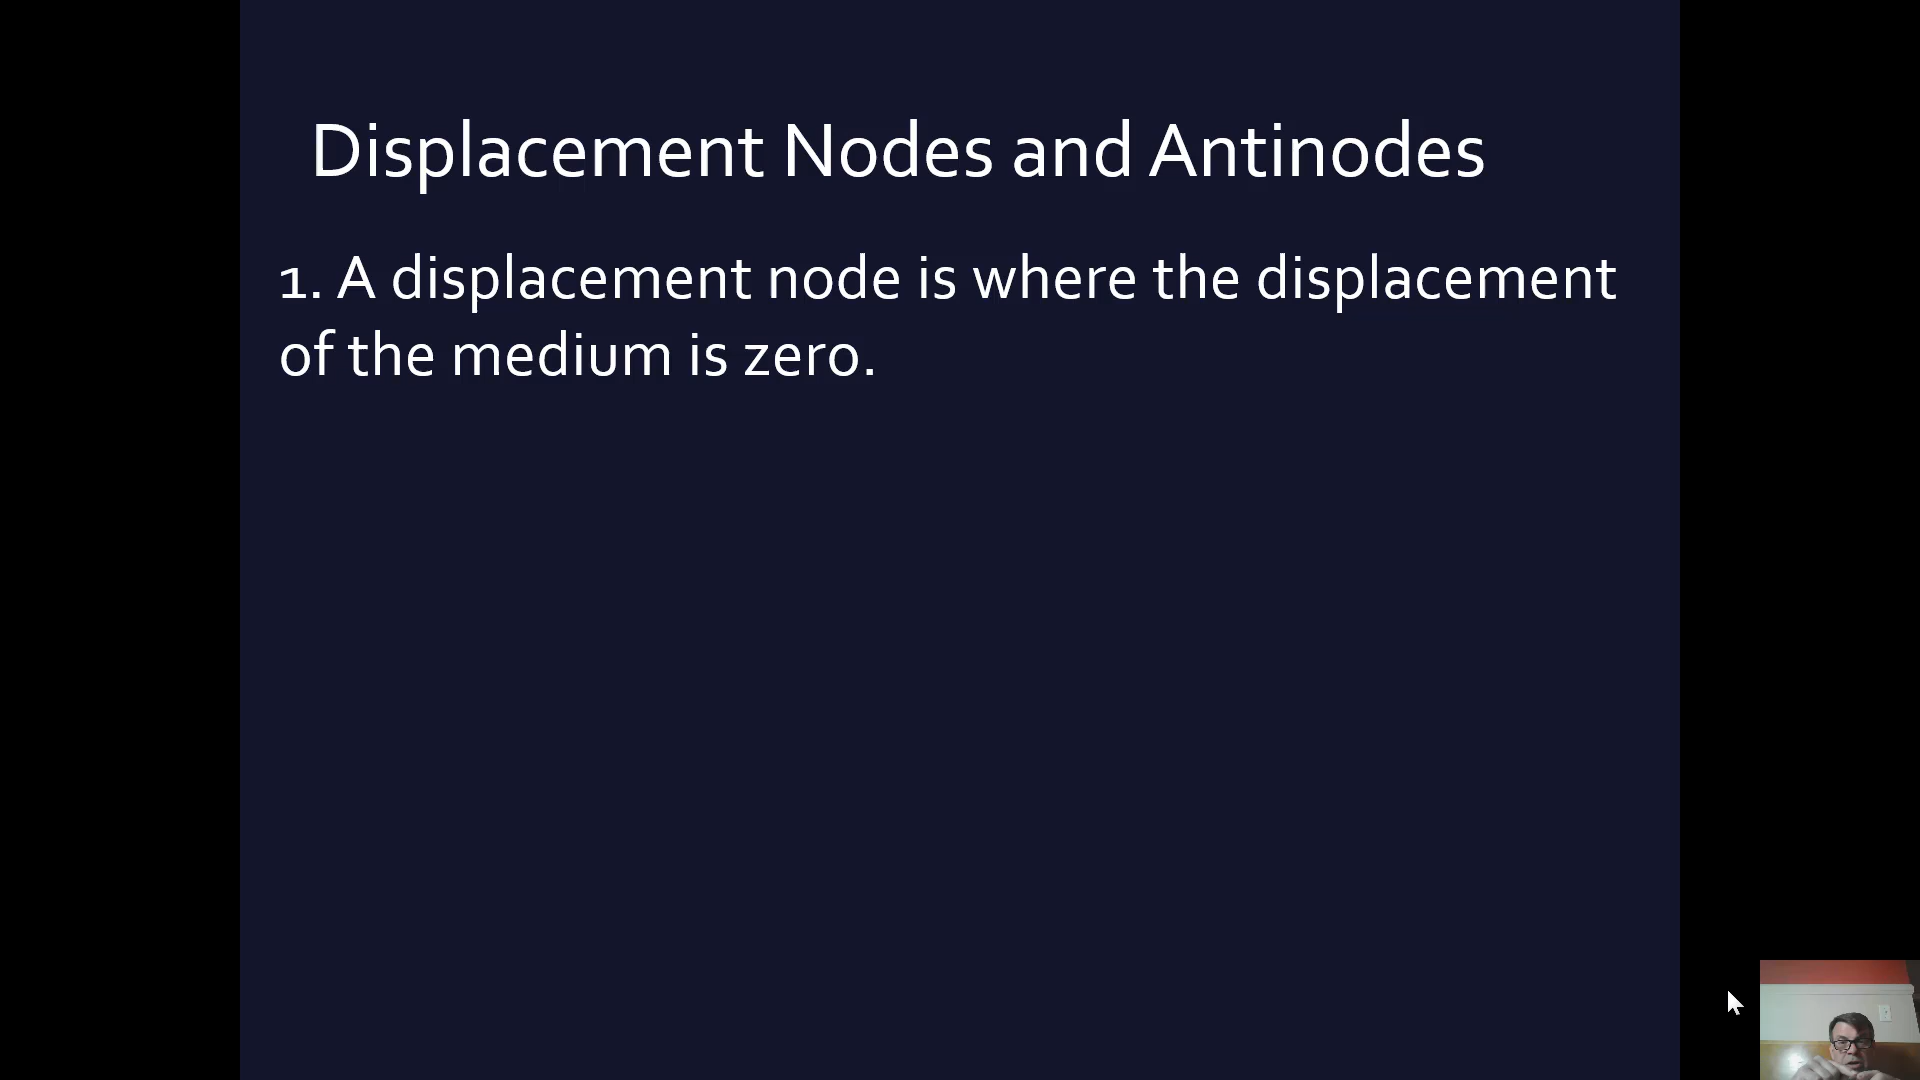 Displacement Nodes and Antinodes
1. A displacement node is where the displacement
of the medium is zero.